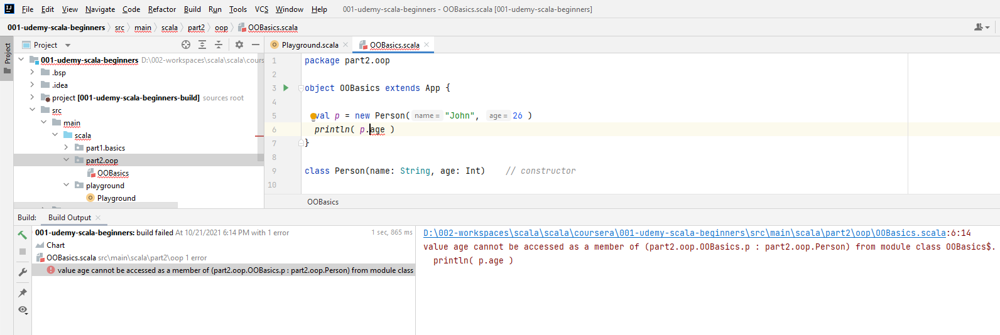 File Edit View Navigate Code Refactor Build Run Tools VCS Window Help 001-udemy-scala-beginners - OOBasics.scala [001-udemy-scala-beginners]
001-udemy-scala-beginners src main scala part2 oop OOBasics.scala
Project
Project
Playground.scala OOBasics.scala
001-udemy-scala-beginners D:\002-workspaces\scala\scala\cours
.bsp
.idea
project [001-udemy-scala-beginners-build] sources root
src
main
scala
part1.basics
part2.oop
OOBasics
playground
Playground
1 package part2.oop
2
3 object OOBasics extends App {
4
5 val p = new Person( name = "John", age = 26 )
6 println( p.age )
7 }
8
9 class Person(name: String, age: Int) // constructor
10
OOBasics
Build: Build Output
001-udemy-scala-beginners: build failed At 10/21/2021 6:14 PM with 1 error 1 sec, 865 ms
Chart
OOBasics.scala src\main\scala\part2\oop 1 error
value age cannot be accessed as a member of (part2.oop.OOBasics.p : part2.oop.Person) from module class
D:\002-workspaces\scala\scala\coursera\001-udemy-scala-beginners\src\main\scala\part2\oop\OOBasics.scala:6:14
value age cannot be accessed as a member of (part2.oop.OOBasics.p : part2.oop.Person) from module class OOBasics$.
println( p.age )